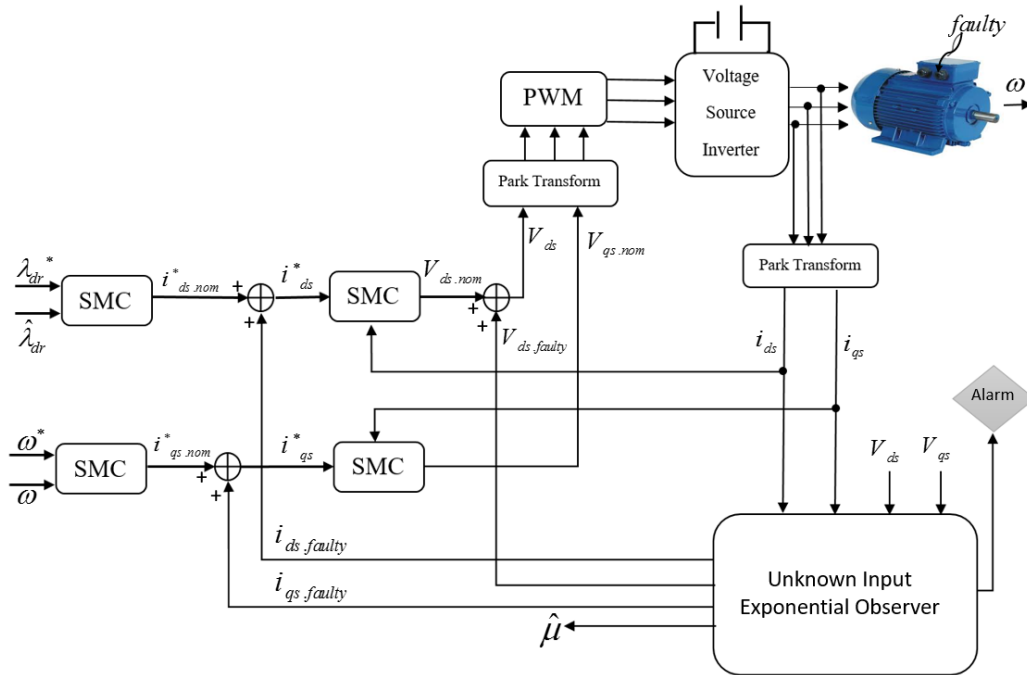 faulty
Voltage
Source
Inverter
ω
PWM
Park Transform
V_ds
V_qs.nom
Park Transform
λ_dr*
λ̂_dr
SMC
i*_ds.nom
+
+
i*_ds
SMC
V_ds.nom
+
+
V_ds.faulty
i_ds
i_qs
Alarm
ω*
ω
SMC
i*_qs.nom
+
+
i*_qs
SMC
V_ds
V_qs
i_ds.faulty
i_qs.faulty
μ̂
Unknown Input
Exponential Observer